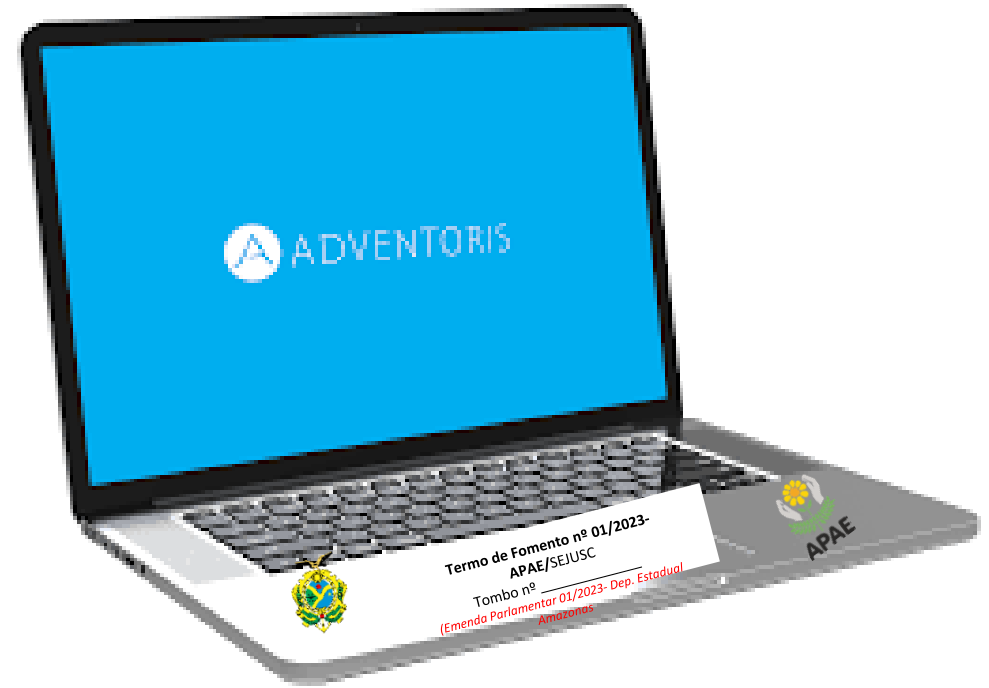 ADVENTORIS
Termo de Fomento nº 01/2023-
APAE/SEJUSC
Tombo nº _______________
(Emenda Parlamentar 01/2023- Dep. Estadual
Amazonas
APAE